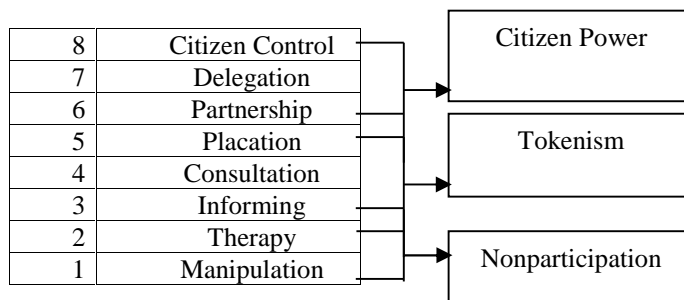 8 Citizen Control
7 Delegation
6 Partnership
5 Placation
4 Consultation
3 Informing
2 Therapy
1 Manipulation
Citizen Power
Tokenism
Nonparticipation